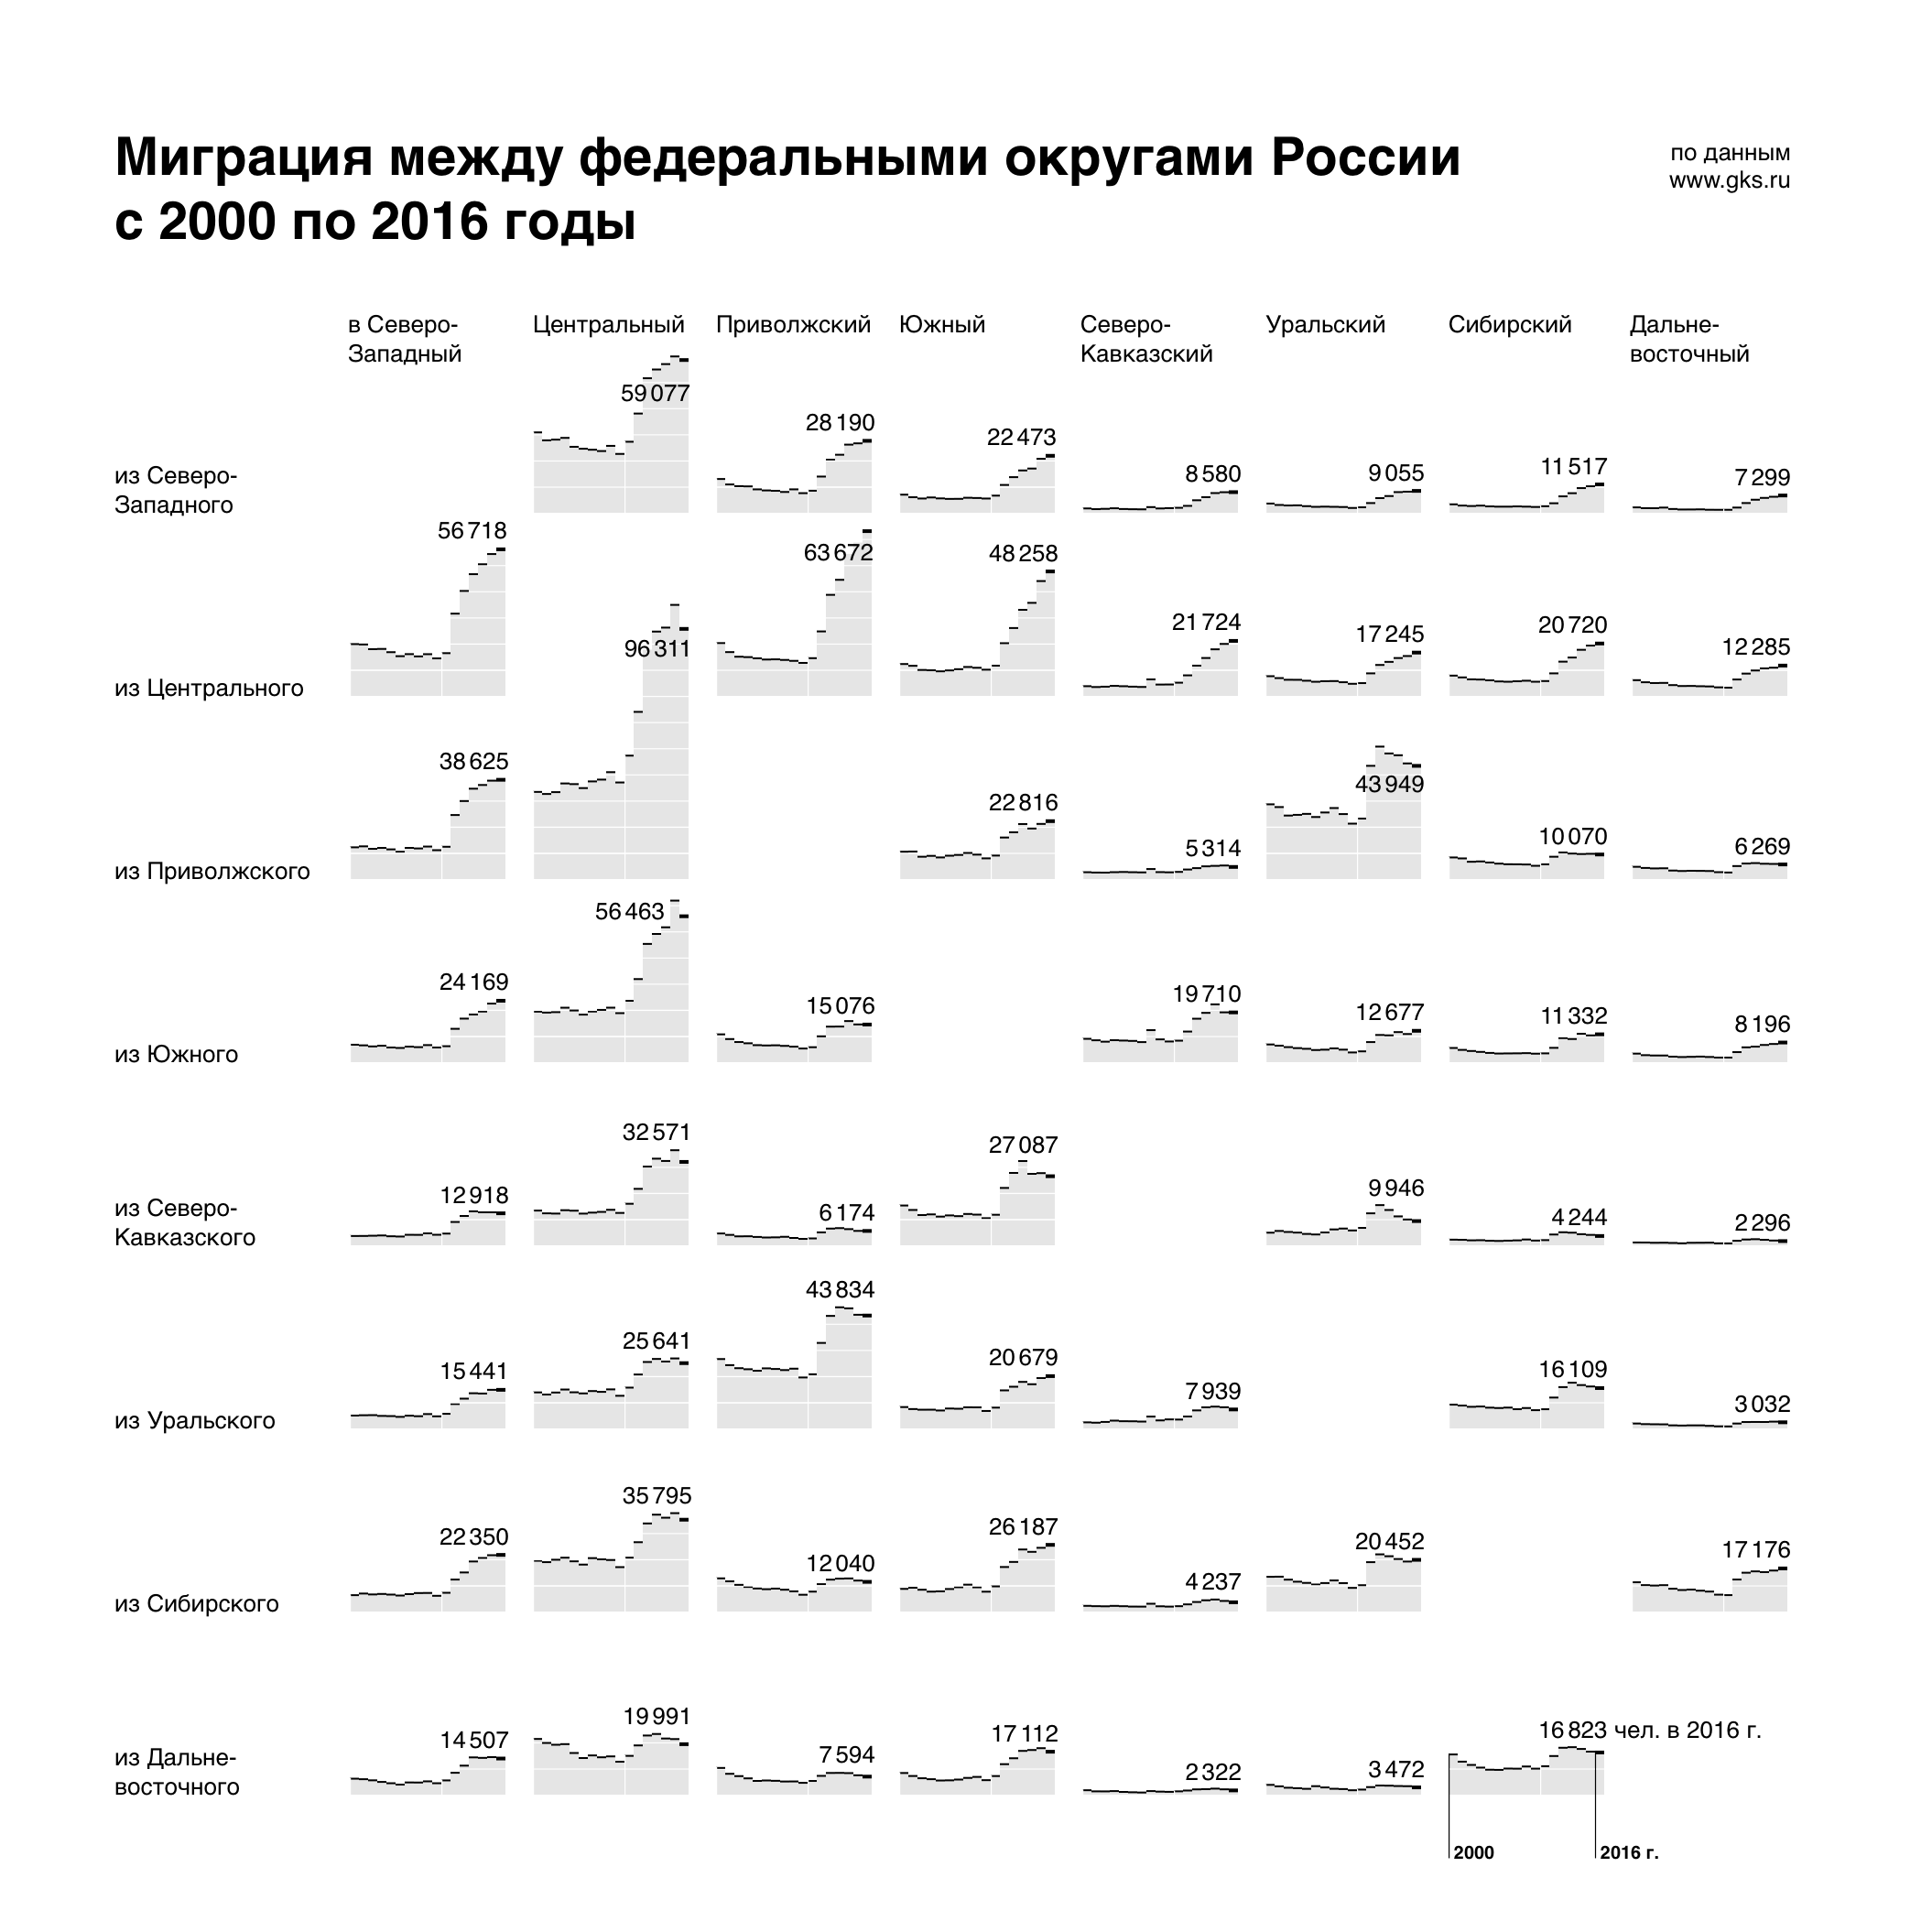 Миграция между федеральными округами России
с 2000 по 2016 годы
по данным
www.gks.ru
в Северо-
Западный
Центральный
Приволжский
Южный
Северо-
Кавказский
Уральский
Сибирский
Дальне-
восточный
из Северо-
Западного
59 077
28 190
22 473
8 580
9 055
11 517
7 299
из Центрального
56 718
63 672
48 258
21 724
17 245
20 720
12 285
из Приволжского
38 625
96 311
22 816
5 314
43 949
10 070
6 269
из Южного
24 169
56 463
15 076
19 710
12 677
11 332
8 196
из Северо-
Кавказского
12 918
32 571
6 174
27 087
9 946
4 244
2 296
из Уральского
15 441
25 641
43 834
20 679
7 939
16 109
3 032
из Сибирского
22 350
35 795
12 040
26 187
4 237
20 452
17 176
из Дальне-
восточного
14 507
19 991
7 594
17 112
2 322
3 472
16 823 чел. в 2016 г.
2000
2016 г.